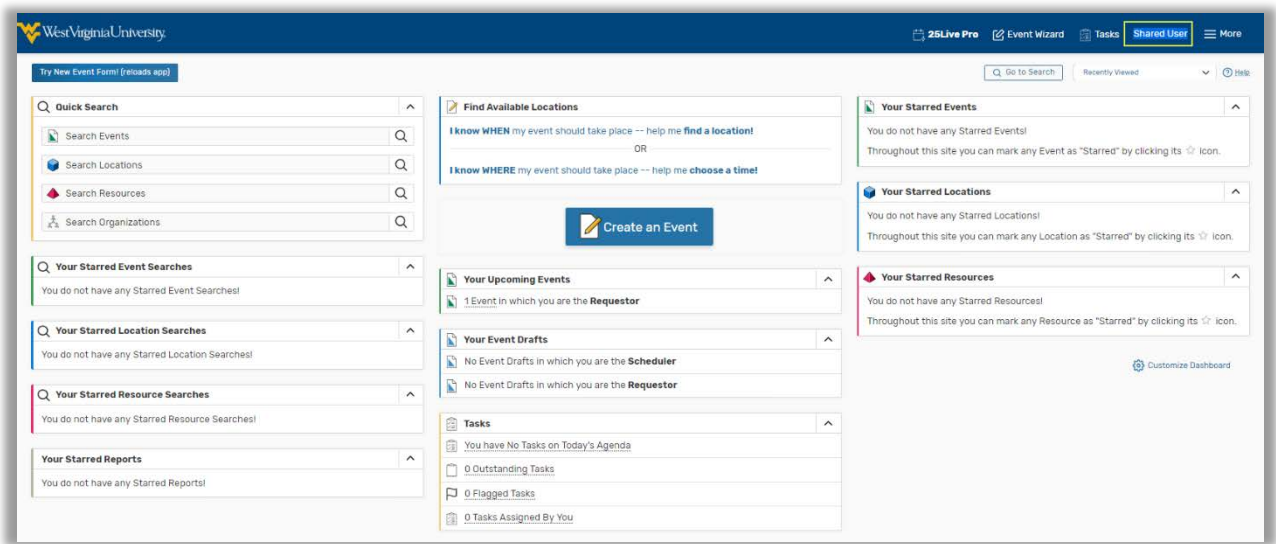 West Virginia University.
25Live Pro Event Wizard Tasks Shared User More
Try New Event Form! (reloads app)
Go to Search Recently Viewed Help
Quick Search
Search Events
Search Locations
Search Resources
Search Organizations
Your Starred Event Searches
You do not have any Starred Event Searches!
Your Starred Location Searches
You do not have any Starred Location Searches!
Your Starred Resource Searches
You do not have any Starred Resource Searches!
Your Starred Reports
You do not have any Starred Reports!
Find Available Locations
I know WHEN my event should take place -- help me find a location!
OR
I know WHERE my event should take place -- help me choose a time!
Create an Event
Your Upcoming Events
1 Event in which you are the Requestor
Your Event Drafts
No Event Drafts in which you are the Scheduler
No Event Drafts in which you are the Requestor
Tasks
You have No Tasks on Today's Agenda
0 Outstanding Tasks
0 Flagged Tasks
0 Tasks Assigned By You
Your Starred Events
You do not have any Starred Events!
Throughout this site you can mark any Event as "Starred" by clicking its ☆ icon.
Your Starred Locations
You do not have any Starred Locations!
Throughout this site you can mark any Location as "Starred" by clicking its ☆ icon.
Your Starred Resources
You do not have any Starred Resources!
Throughout this site you can mark any Resource as "Starred" by clicking its ☆ icon.
Customize Dashboard